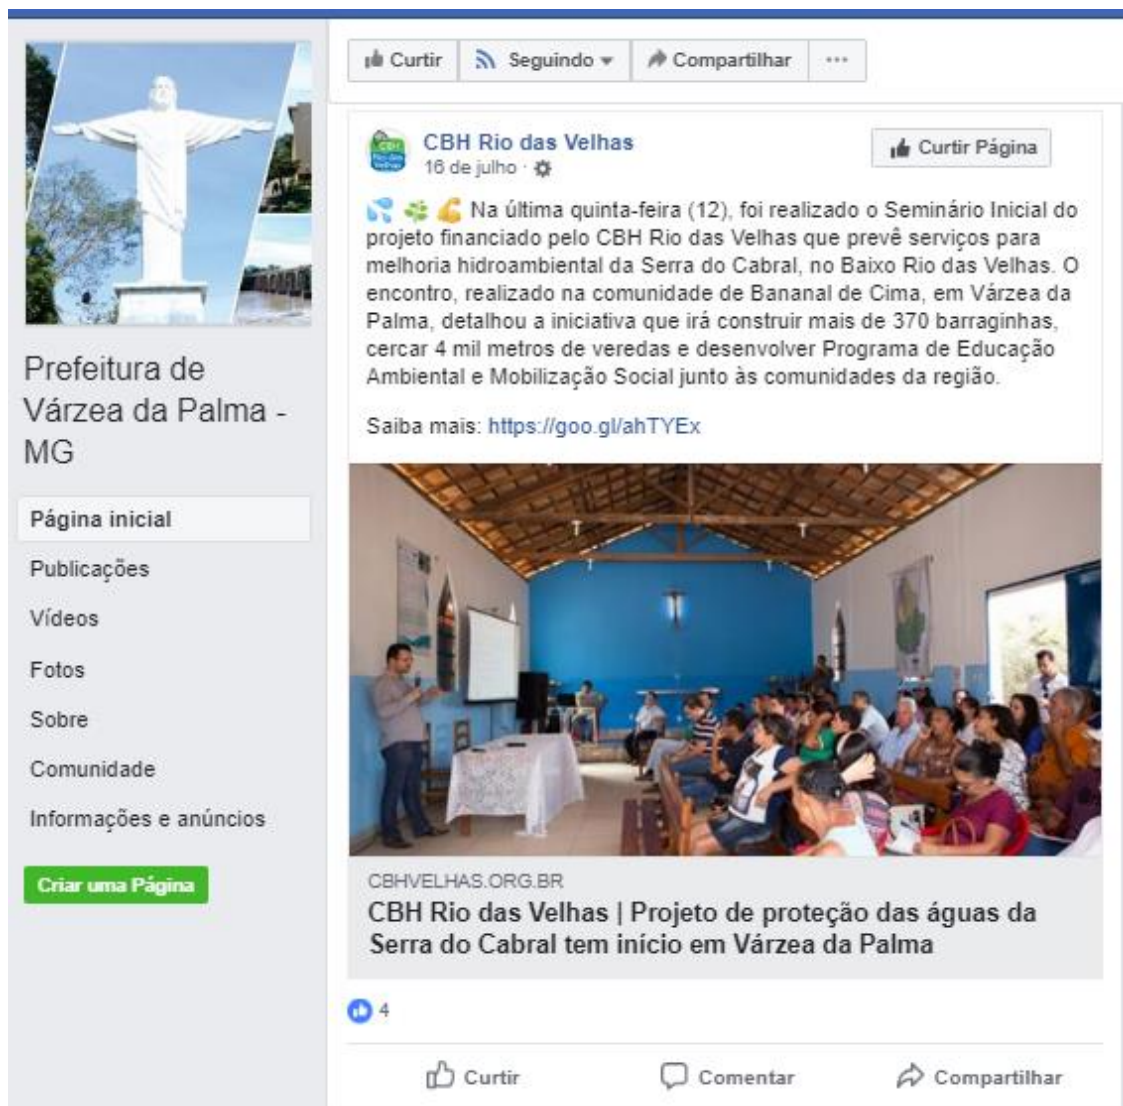 Curtir
Seguindo
Compartilhar
CBH Rio das Velhas
16 de julho ·
Curtir Página
Na última quinta-feira (12), foi realizado o Seminário Inicial do
projeto financiado pelo CBH Rio das Velhas que prevê serviços para
melhoria hidroambiental da Serra do Cabral, no Baixo Rio das Velhas. O
encontro, realizado na comunidade de Bananal de Cima, em Várzea da
Palma, detalhou a iniciativa que irá construir mais de 370 barraginhas,
cercar 4 mil metros de veredas e desenvolver Programa de Educação
Ambiental e Mobilização Social junto às comunidades da região.
Saiba mais: https://goo.gl/ahTYEx
CBHVELHAS.ORG.BR
CBH Rio das Velhas | Projeto de proteção das águas da
Serra do Cabral tem início em Várzea da Palma
4
Curtir
Comentar
Compartilhar
Prefeitura de
Várzea da Palma -
MG
Página inicial
Publicações
Vídeos
Fotos
Sobre
Comunidade
Informações e anúncios
Criar uma Página